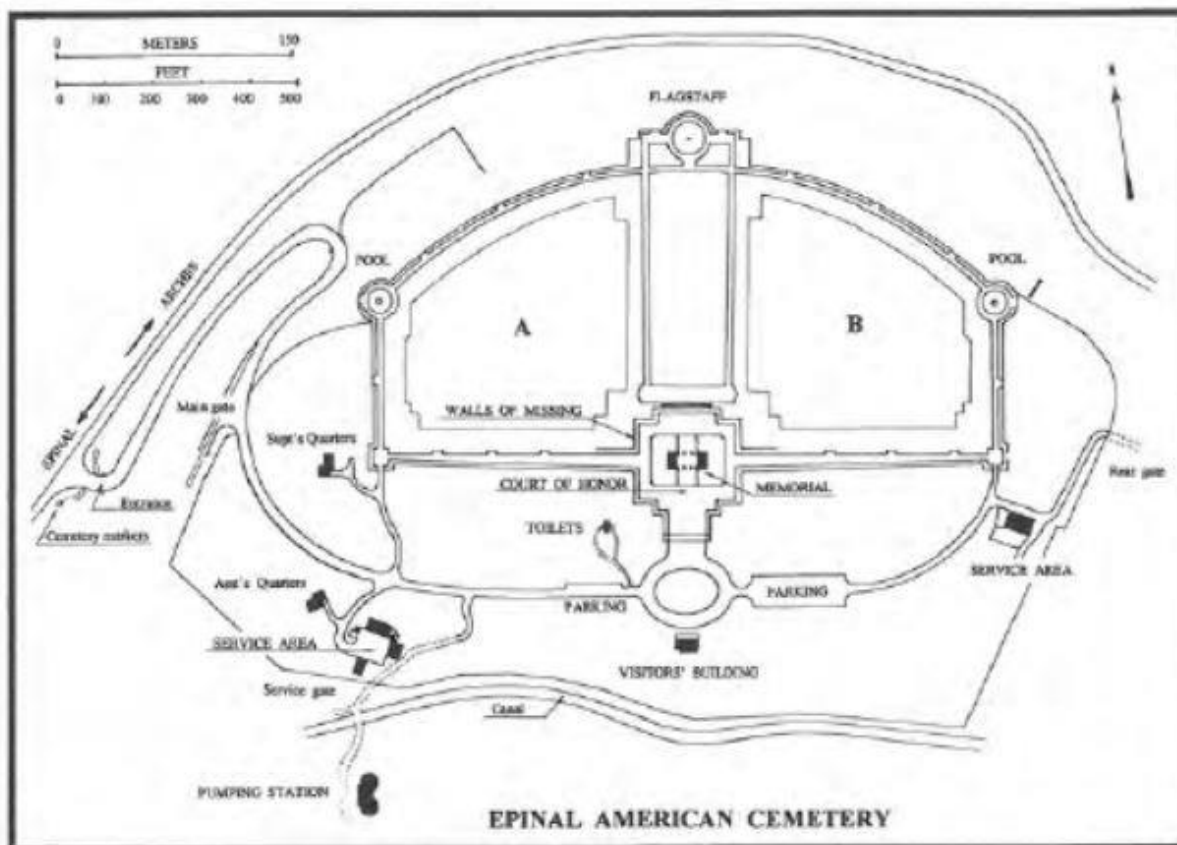 0 METERS 150
FEET
0 100 200 300 400 500
FLAGSTAFF
POOL
POOL
ARCHES
EPINAL
A
B
Main gate
WALLS OF MISSING
Supt's Quarters
Rear gate
Entrance
COURT OF HONOR
MEMORIAL
Cemetery markers
TOILETS
SERVICE AREA
Asst's Quarters
PARKING
PARKING
SERVICE AREA
VISITORS' BUILDING
Service gate
Canal
PUMPING STATION
EPINAL AMERICAN CEMETERY